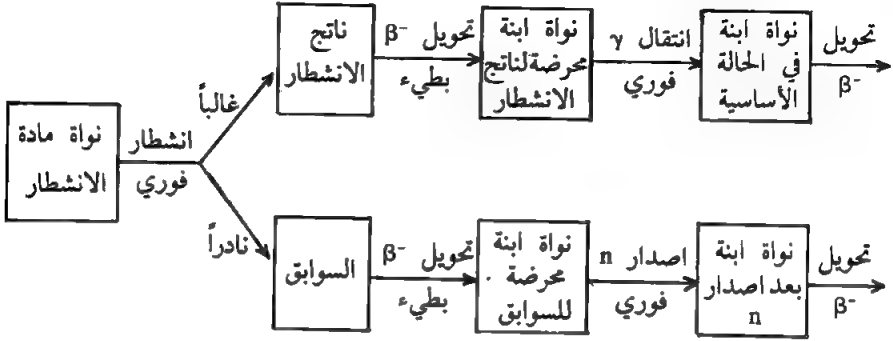 نواة مادة
الانشطار
انشطار
فوري
غالباً
نادراً
ناتج
الانشطار
تحويل β⁻
بطيء
نواة ابنة
محرضة لناتج
الانشطار
انتقال γ
فوري
نواة ابنة
في الحالة
الأساسية
تحويل
β⁻
السوابق
تحويل β⁻
بطيء
نواة ابنة
محرضة
للسوابق
اصدار n
فوري
نواة ابنة
بعد اصدار
n
تحويل
β⁻